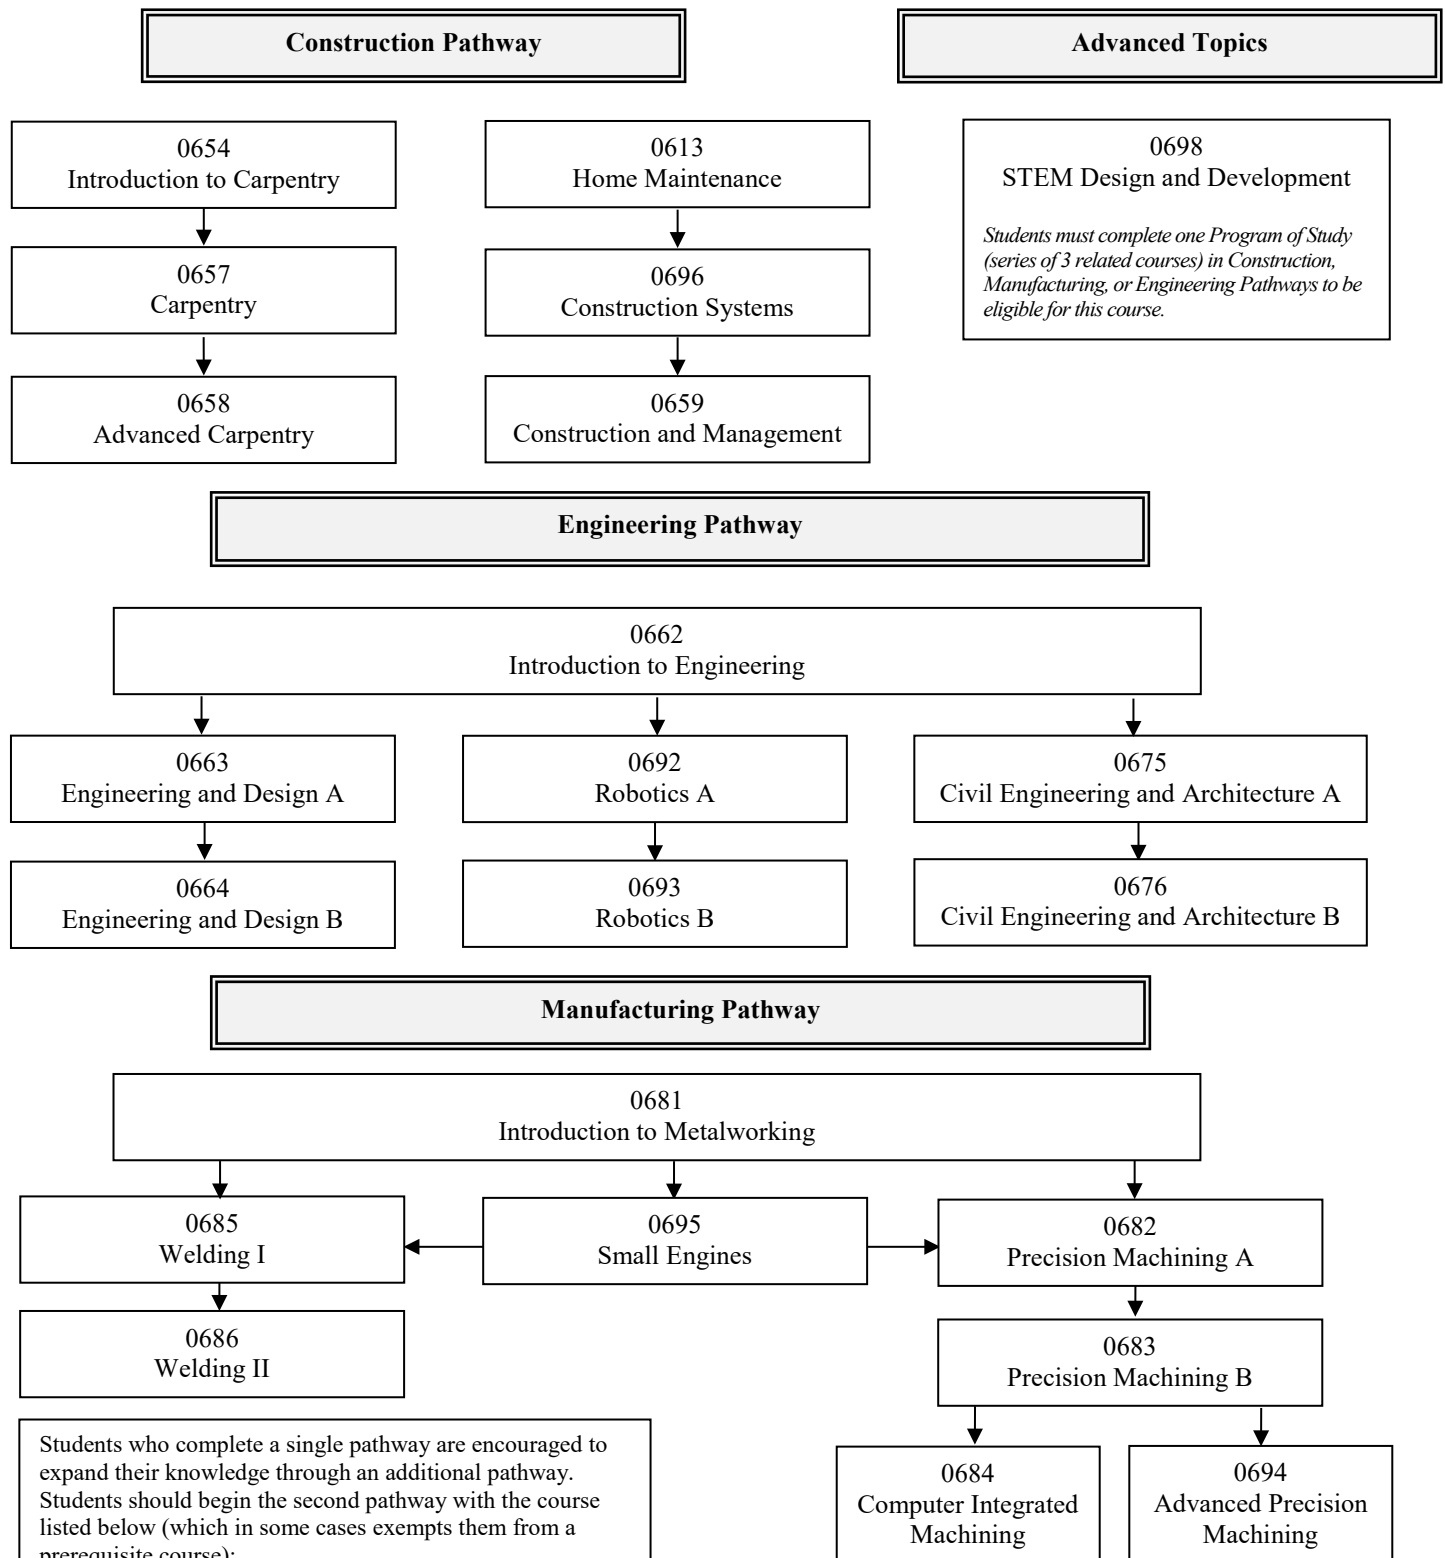 Construction Pathway
Advanced Topics
0654
Introduction to Carpentry
0657
Carpentry
0658
Advanced Carpentry
0613
Home Maintenance
0696
Construction Systems
0659
Construction and Management
0698
STEM Design and Development
Students must complete one Program of Study
(series of 3 related courses) in Construction,
Manufacturing, or Engineering Pathways to be
eligible for this course.
Engineering Pathway
0662
Introduction to Engineering
0663
Engineering and Design A
0664
Engineering and Design B
0692
Robotics A
0693
Robotics B
0675
Civil Engineering and Architecture A
0676
Civil Engineering and Architecture B
Manufacturing Pathway
0681
Introduction to Metalworking
0685
Welding I
0686
Welding II
0695
Small Engines
0682
Precision Machining A
0683
Precision Machining B
0684
Computer Integrated
Machining
0694
Advanced Precision
Machining
Students who complete a single pathway are encouraged to
expand their knowledge through an additional pathway.
Students should begin the second pathway with the course
listed below (which in some cases exempts them from a
prerequisite course):